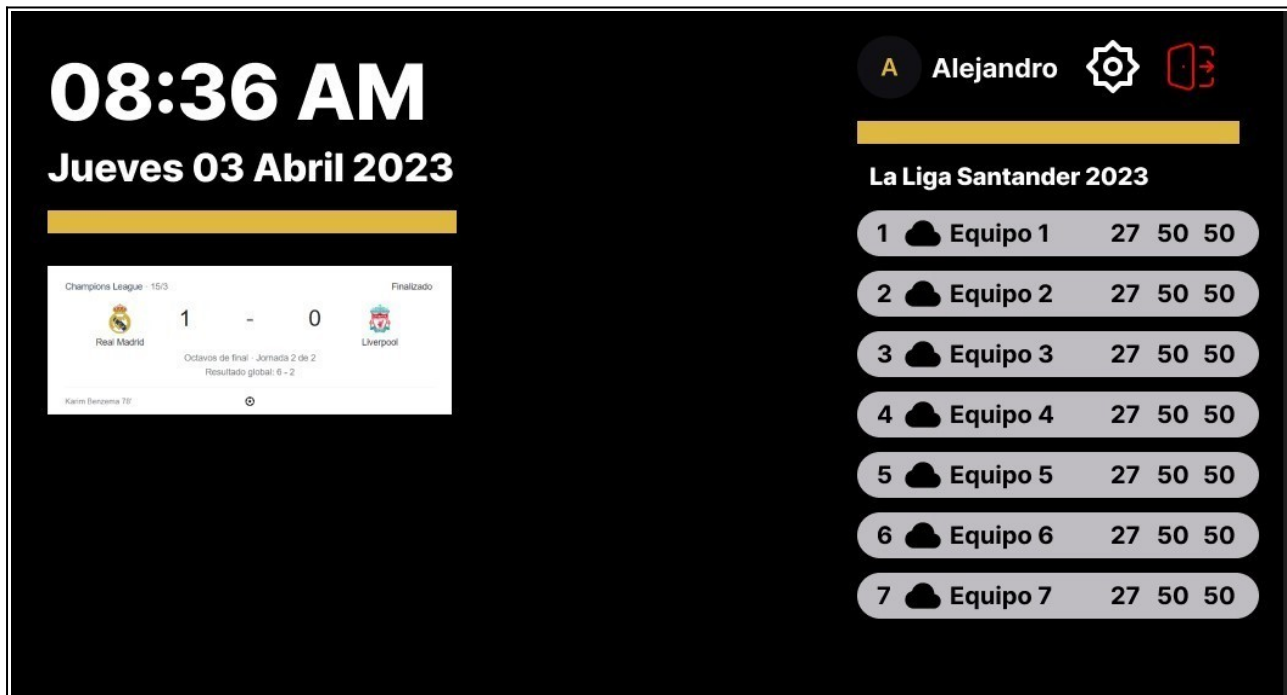 08:36 AM
Jueves 03 Abril 2023
Champions League · 15/3 Finalizado
1 - 0
Real Madrid Liverpool
Octavos de final · Jornada 2 de 2
Resultado global: 6 - 2
Karim Benzema 78'
A Alejandro
La Liga Santander 2023
1 Equipo 1 27 50 50
2 Equipo 2 27 50 50
3 Equipo 3 27 50 50
4 Equipo 4 27 50 50
5 Equipo 5 27 50 50
6 Equipo 6 27 50 50
7 Equipo 7 27 50 50